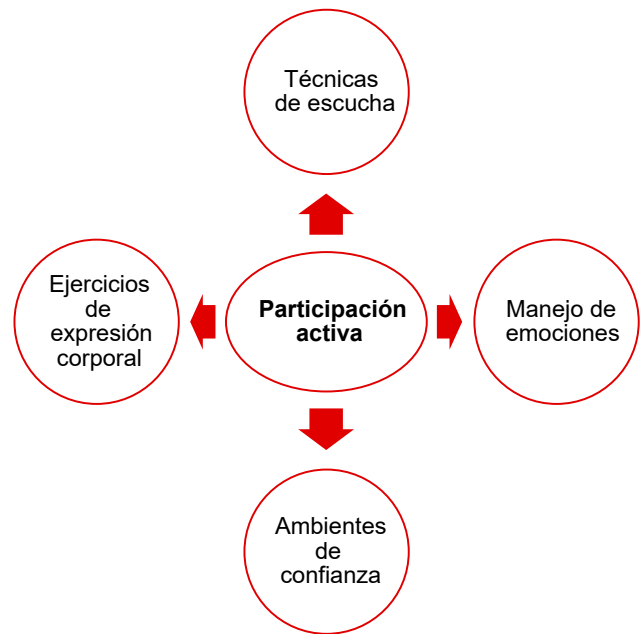 Técnicas
de escucha
Ejercicios
de
expresión
corporal
Participación
activa
Manejo de
emociones
Ambientes
de
confianza